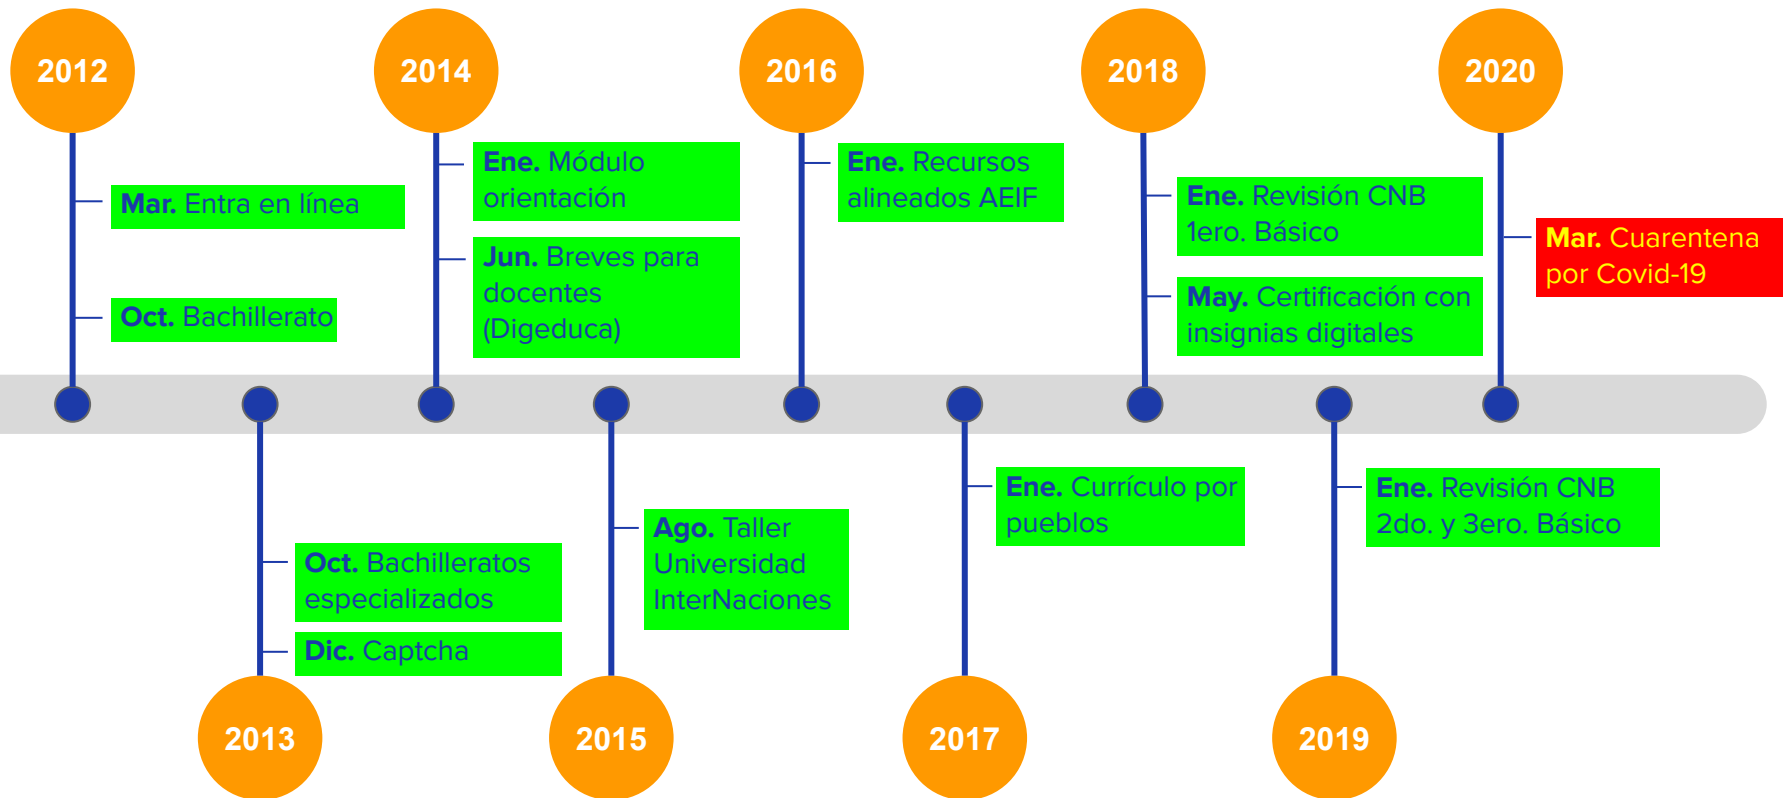 2012
2014
2016
2018
2020
Mar. Entra en línea
Oct. Bachillerato
Ene. Módulo
orientación
Jun. Breves para
docentes
(Digeduca)
Ene. Recursos
alineados AEIF
Ene. Revisión CNB
1ero. Básico
May. Certificación con
insignias digitales
Mar. Cuarentena
por Covid-19
Oct. Bachilleratos
especializados
Dic. Captcha
Ago. Taller
Universidad
InterNaciones
Ene. Currículo por
pueblos
Ene. Revisión CNB
2do. y 3ero. Básico
2013
2015
2017
2019